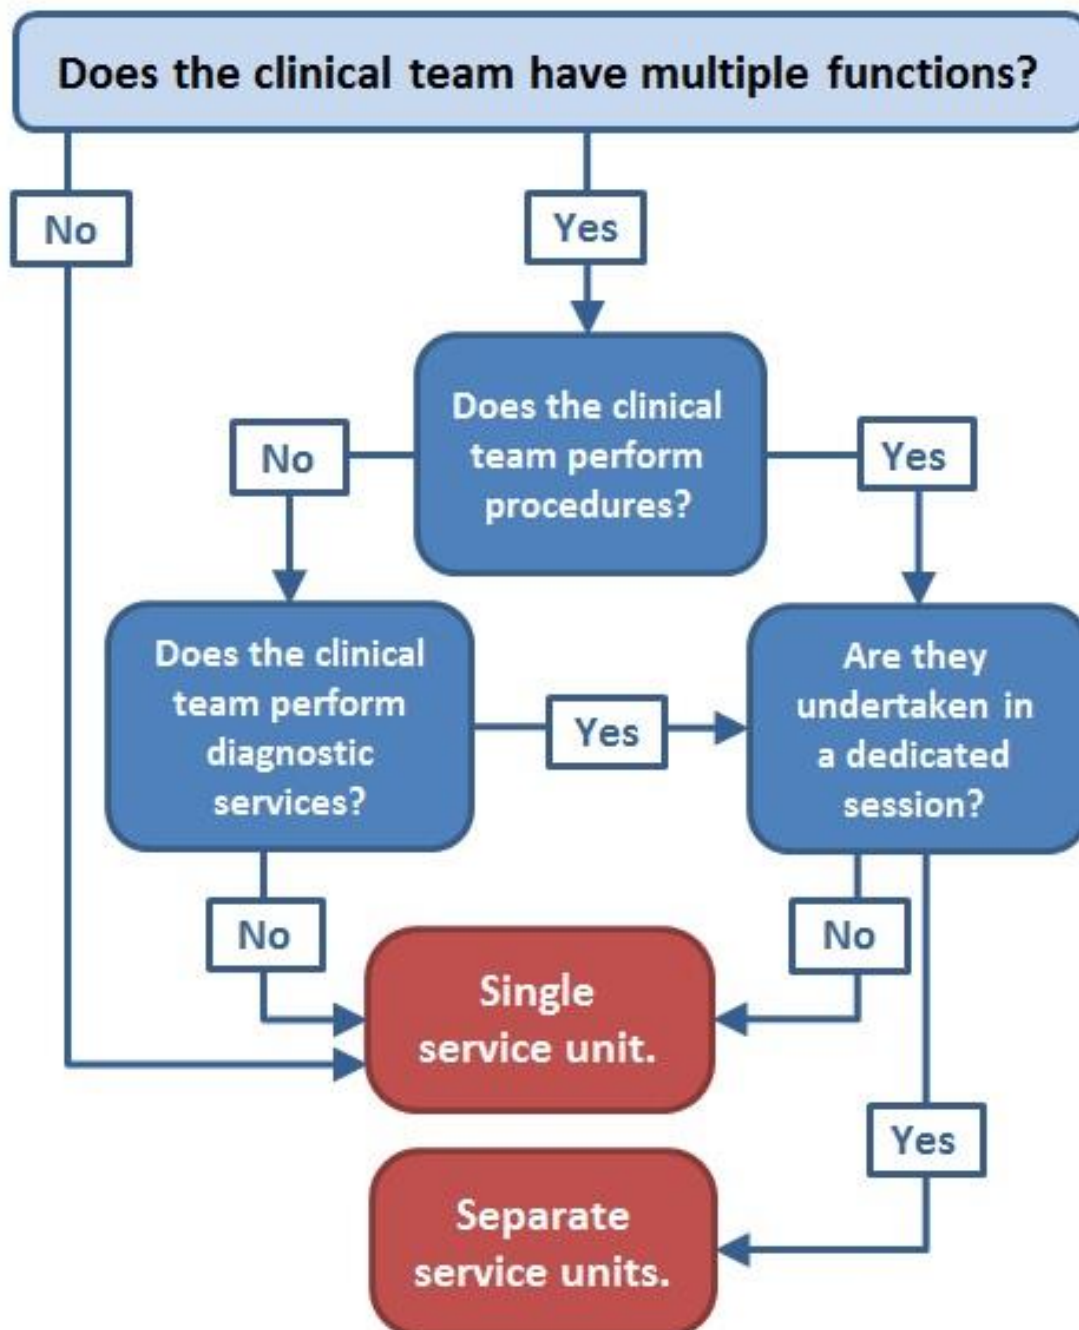 Does the clinical team have multiple functions?
No
Yes
Does the clinical
team perform
procedures?
No
Yes
Does the clinical
team perform
diagnostic
services?
Yes
Are they
undertaken in
a dedicated
session?
No
No
Single
service unit.
Yes
Separate
service units.